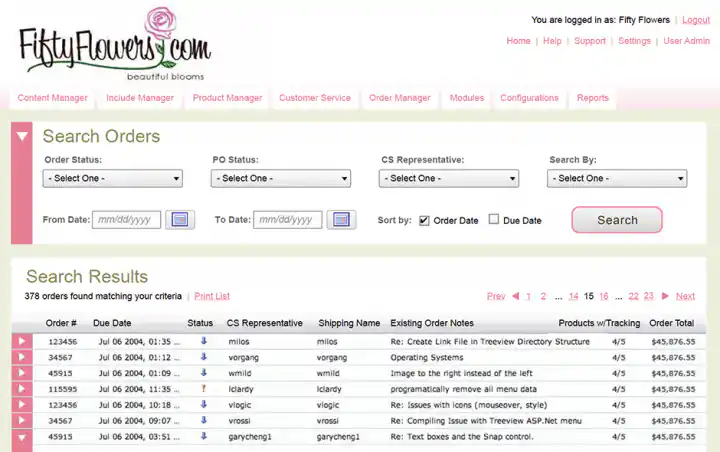 FiftyFlowers.com
beautiful blooms
You are logged in as: Fifty Flowers | Logout
Home | Help | Support | Settings | User Admin
Content Manager Include Manager Product Manager Customer Service Order Manager Modules Configurations Reports
Search Orders
Order Status: PO Status: CS Representative: Search By:
- Select One - - Select One - - Select One - - Select One -
From Date: mm/dd/yyyy To Date: mm/dd/yyyy Sort by: Order Date Due Date Search
Search Results
378 orders found matching your criteria | Print List Prev 1 2 ... 14 15 16 ... 22 23 Next
Order # Due Date Status CS Representative Shipping Name Existing Order Notes Products w/Tracking Order Total
123456 Jul 06 2004, 01:35 ... milos milos Re: Create Link File in Treeview Directory Structure 4/5 $45,876.55
34567 Jul 06 2004, 01:12 ... vorgang vorgang Operating Systems 4/5 $45,876.55
45915 Jul 06 2004, 01:09 ... wmild wmild Image to the right instead of the left 4/5 $45,876.55
115595 Jul 06 2004, 11:35 ... lclardy lclardy programatically remove all menu data 4/5 $45,876.55
123456 Jul 06 2004, 10:18 ... vlogic vlogic Re: Issues with icons (mouseover, style) 4/5 $45,876.55
34567 Jul 06 2004, 09:07 ... vrossi vrossi Re: Compiling Issue with Treeview ASP.Net menu 4/5 $45,876.55
45915 Jul 06 2004, 03:51 ... garycheng1 garycheng1 Re: Text boxes and the Snap control. 4/5 $45,876.55